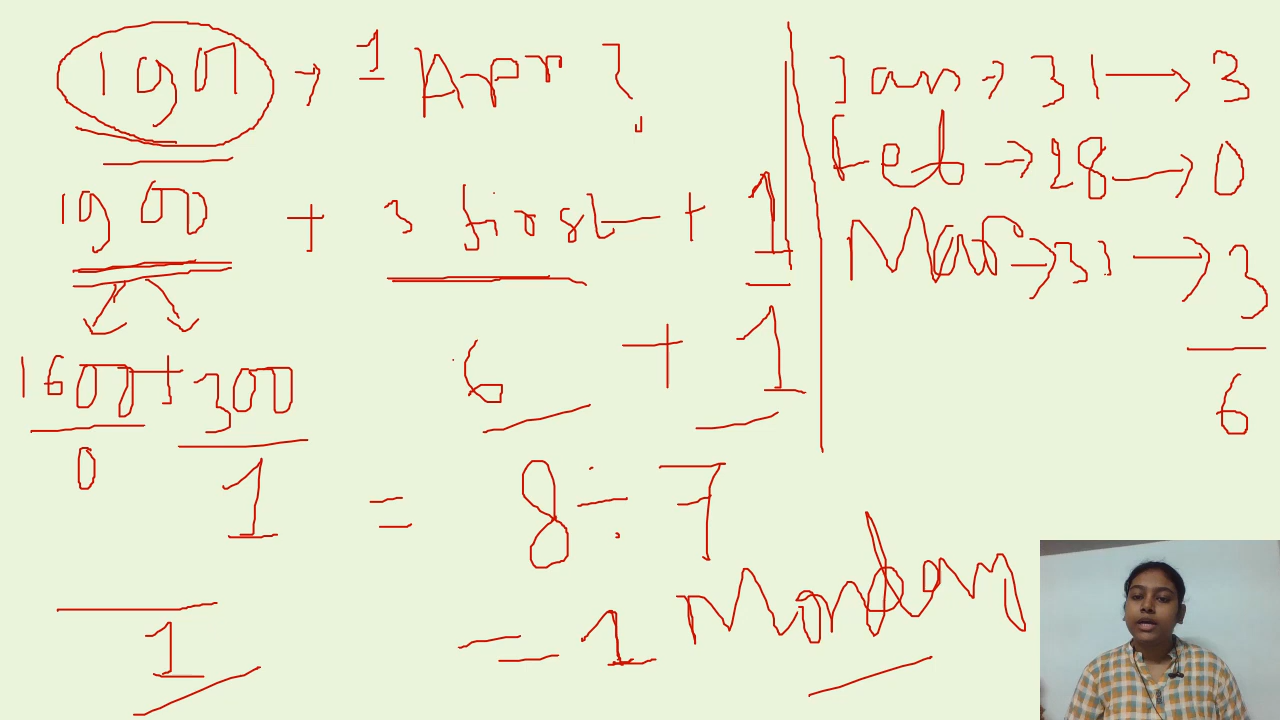 1901 → 1 Apr ?
1900 + 3 first + 1
1600 + 300
0 1
1
6 + 1
= 8 ÷ 7
= 1 Monday
Jan → 31 → 3
Feb → 28 → 0
Mar → 31 → 3
6